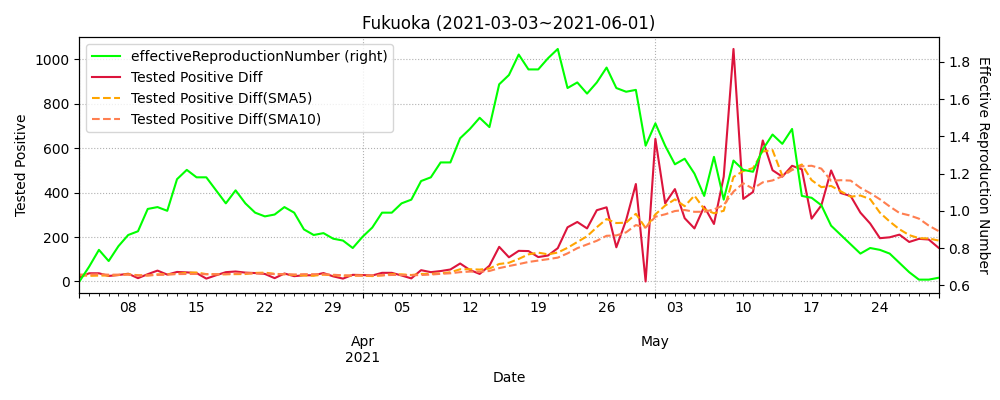 Fukuoka (2021-03-03~2021-06-01)
effectiveReproductionNumber (right)
Tested Positive Diff
Tested Positive Diff(SMA5)
Tested Positive Diff(SMA10)
Tested Positive
1000
800
600
400
200
0
Effective Reproduction Number
1.8
1.6
1.4
1.2
1.0
0.8
0.6
08 15 22 29 05 12 19 26 03 10 17 24
Apr May
2021
Date